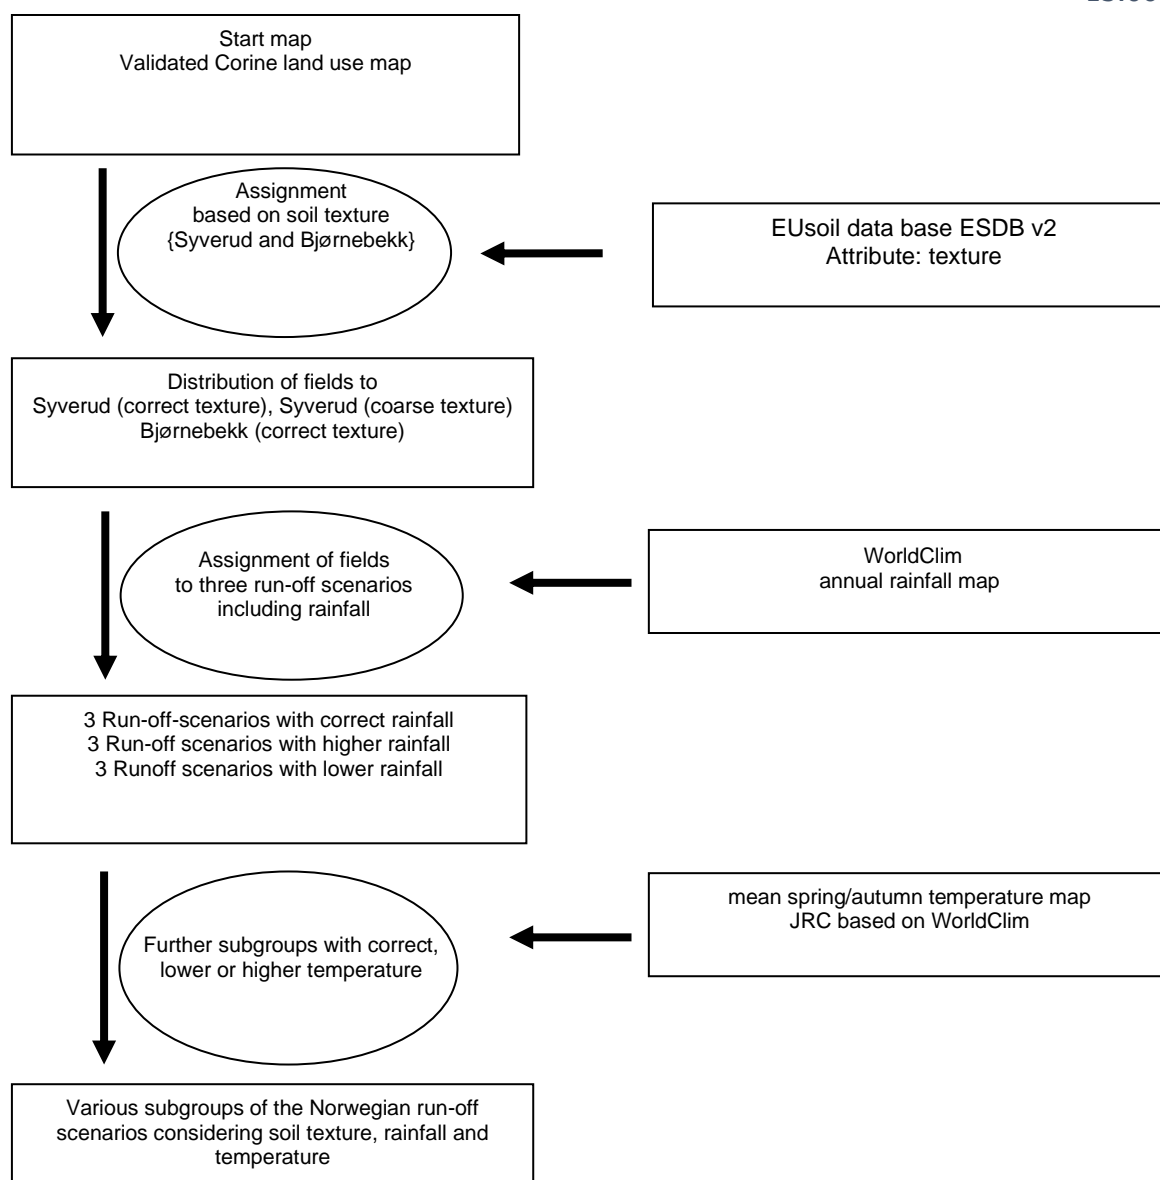 Start map
Validated Corine land use map
Assignment
based on soil texture
{Syverud and Bjørnebekk}
EUsoil data base ESDB v2
Attribute: texture
Distribution of fields to
Syverud (correct texture), Syverud (coarse texture)
Bjørnebekk (correct texture)
Assignment of fields
to three run-off scenarios
including rainfall
WorldClim
annual rainfall map
3 Run-off-scenarios with correct rainfall
3 Run-off scenarios with higher rainfall
3 Runoff scenarios with lower rainfall
Further subgroups with correct,
lower or higher temperature
mean spring/autumn temperature map
JRC based on WorldClim
Various subgroups of the Norwegian run-off
scenarios considering soil texture, rainfall and
temperature